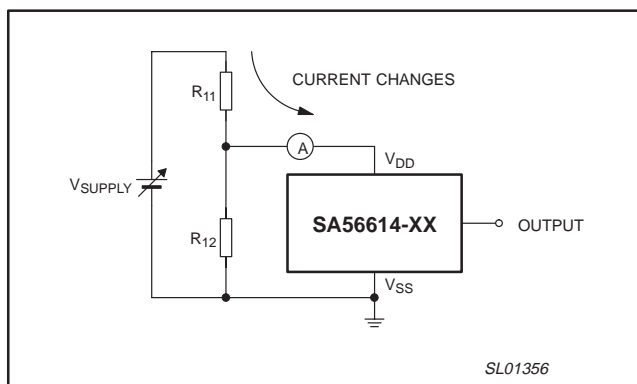 CURRENT CHANGES
R11
A
VDD
VSUPPLY
SA56614-XX
OUTPUT
R12
VSS
SL01356